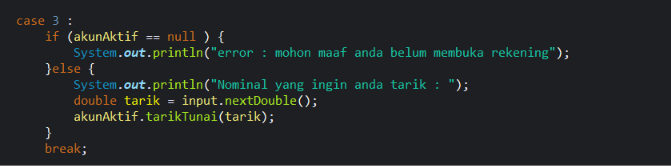 case 3 :
if (akunAktif == null ) {
System.out.println("error : mohon maaf anda belum membuka rekening");
}else {
System.out.println("Nominal yang ingin anda tarik : ");
double tarik = input.nextDouble();
akunAktif.tarikTunai(tarik);
}
break;